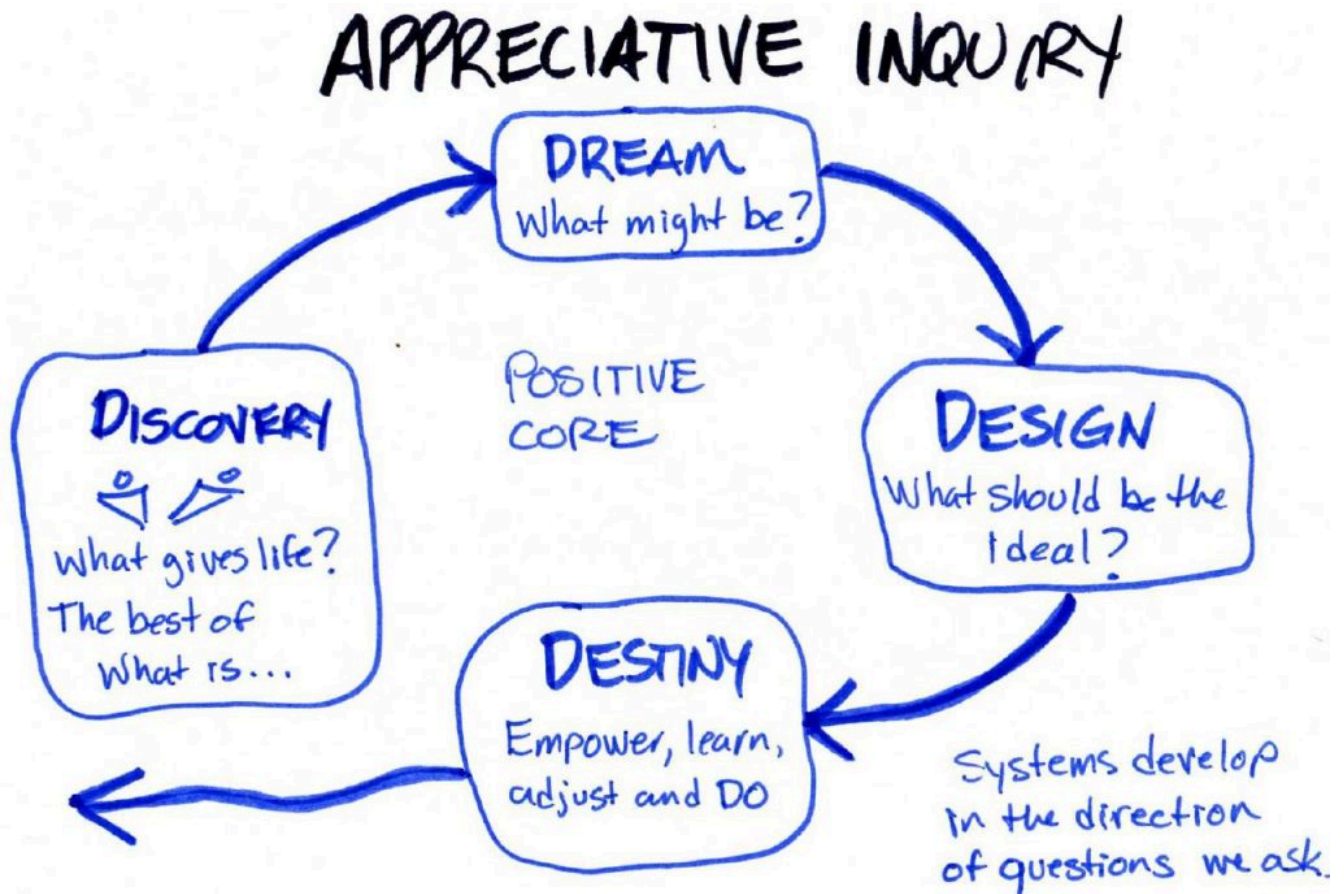 APPRECIATIVE INQUIRY
DREAM
What might be?
DISCOVERY
What gives life?
The best of
What is...
POSITIVE
CORE
DESIGN
What should be the
Ideal?
DESTINY
Empower, learn,
adjust and DO
Systems develop
in the direction
of questions we ask.